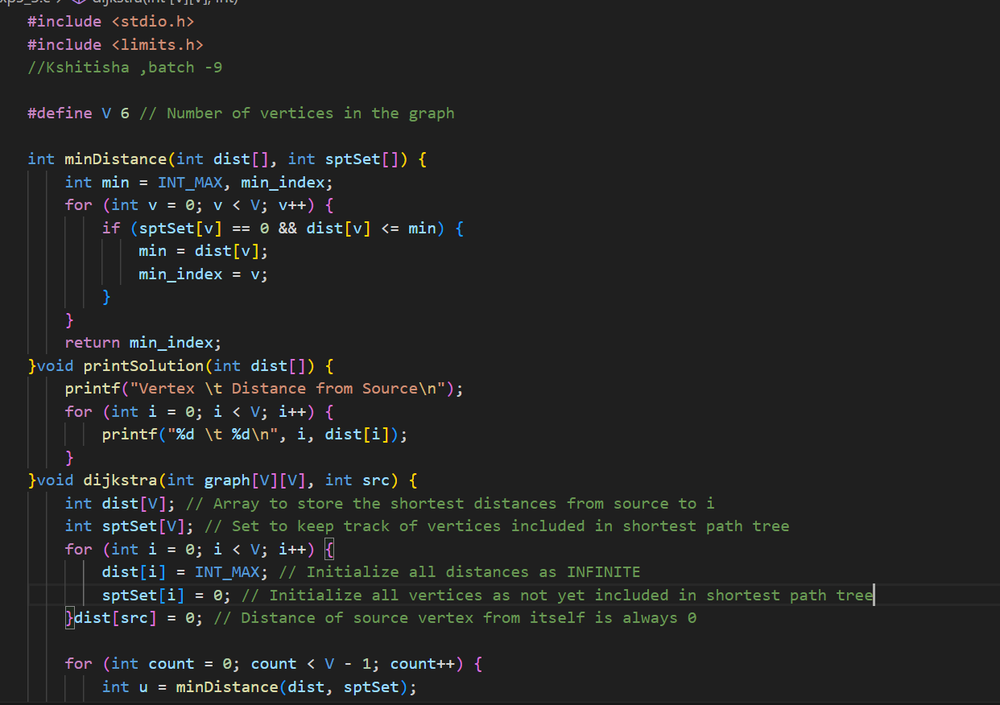 dijkstra(int [V][V], int)
#include <stdio.h>
#include <limits.h>
//Kshitisha ,batch -9
#define V 6 // Number of vertices in the graph
int minDistance(int dist[], int sptSet[]) {
    int min = INT_MAX, min_index;
    for (int v = 0; v < V; v++) {
        if (sptSet[v] == 0 && dist[v] <= min) {
            min = dist[v];
            min_index = v;
        }
    }
    return min_index;
}void printSolution(int dist[]) {
    printf("Vertex \t Distance from Source\n");
    for (int i = 0; i < V; i++) {
        printf("%d \t %d\n", i, dist[i]);
    }
}void dijkstra(int graph[V][V], int src) {
    int dist[V]; // Array to store the shortest distances from source to i
    int sptSet[V]; // Set to keep track of vertices included in shortest path tree
    for (int i = 0; i < V; i++) {
        dist[i] = INT_MAX; // Initialize all distances as INFINITE
        sptSet[i] = 0; // Initialize all vertices as not yet included in shortest path tree
    }dist[src] = 0; // Distance of source vertex from itself is always 0
    for (int count = 0; count < V - 1; count++) {
        int u = minDistance(dist, sptSet);